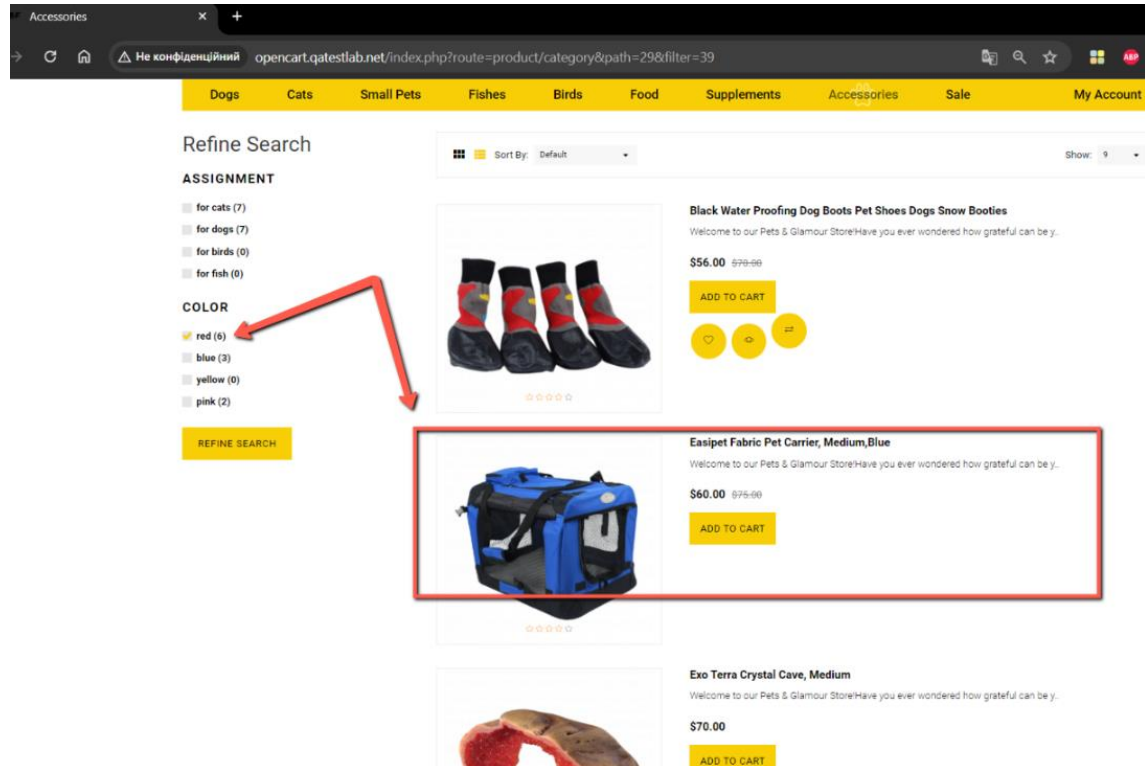 Accessories
Не конфіденційний opencart.qatestlab.net/index.php?route=product/category&path=29&filter=39
Dogs Cats Small Pets Fishes Birds Food Supplements Accessories Sale My Account
Refine Search
Sort By: Default Show: 9
ASSIGNMENT
for cats (7)
for dogs (7)
for birds (0)
for fish (0)
COLOR
red (6)
blue (3)
yellow (0)
pink (2)
REFINE SEARCH
Black Water Proofing Dog Boots Pet Shoes Dogs Snow Booties
Welcome to our Pets & Glamour Store!Have you ever wondered how grateful can be y..
$56.00 $70.00
ADD TO CART
Easipet Fabric Pet Carrier, Medium,Blue
Welcome to our Pets & Glamour Store!Have you ever wondered how grateful can be y..
$60.00 $75.00
ADD TO CART
Exo Terra Crystal Cave, Medium
Welcome to our Pets & Glamour Store!Have you ever wondered how grateful can be y..
$70.00
ADD TO CART